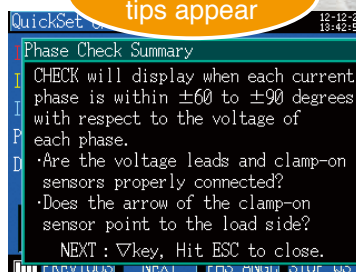 tips appear
QuickSet
12-12-2
13:42:5
Phase Check Summary
CHECK will display when each current
phase is within ±60 to ±90 degrees
with respect to the voltage of
each phase.
・Are the voltage leads and clamp-on
sensors properly connected?
・Does the arrow of the clamp-on
sensor point to the load side?
NEXT : ▽key, Hit ESC to close.